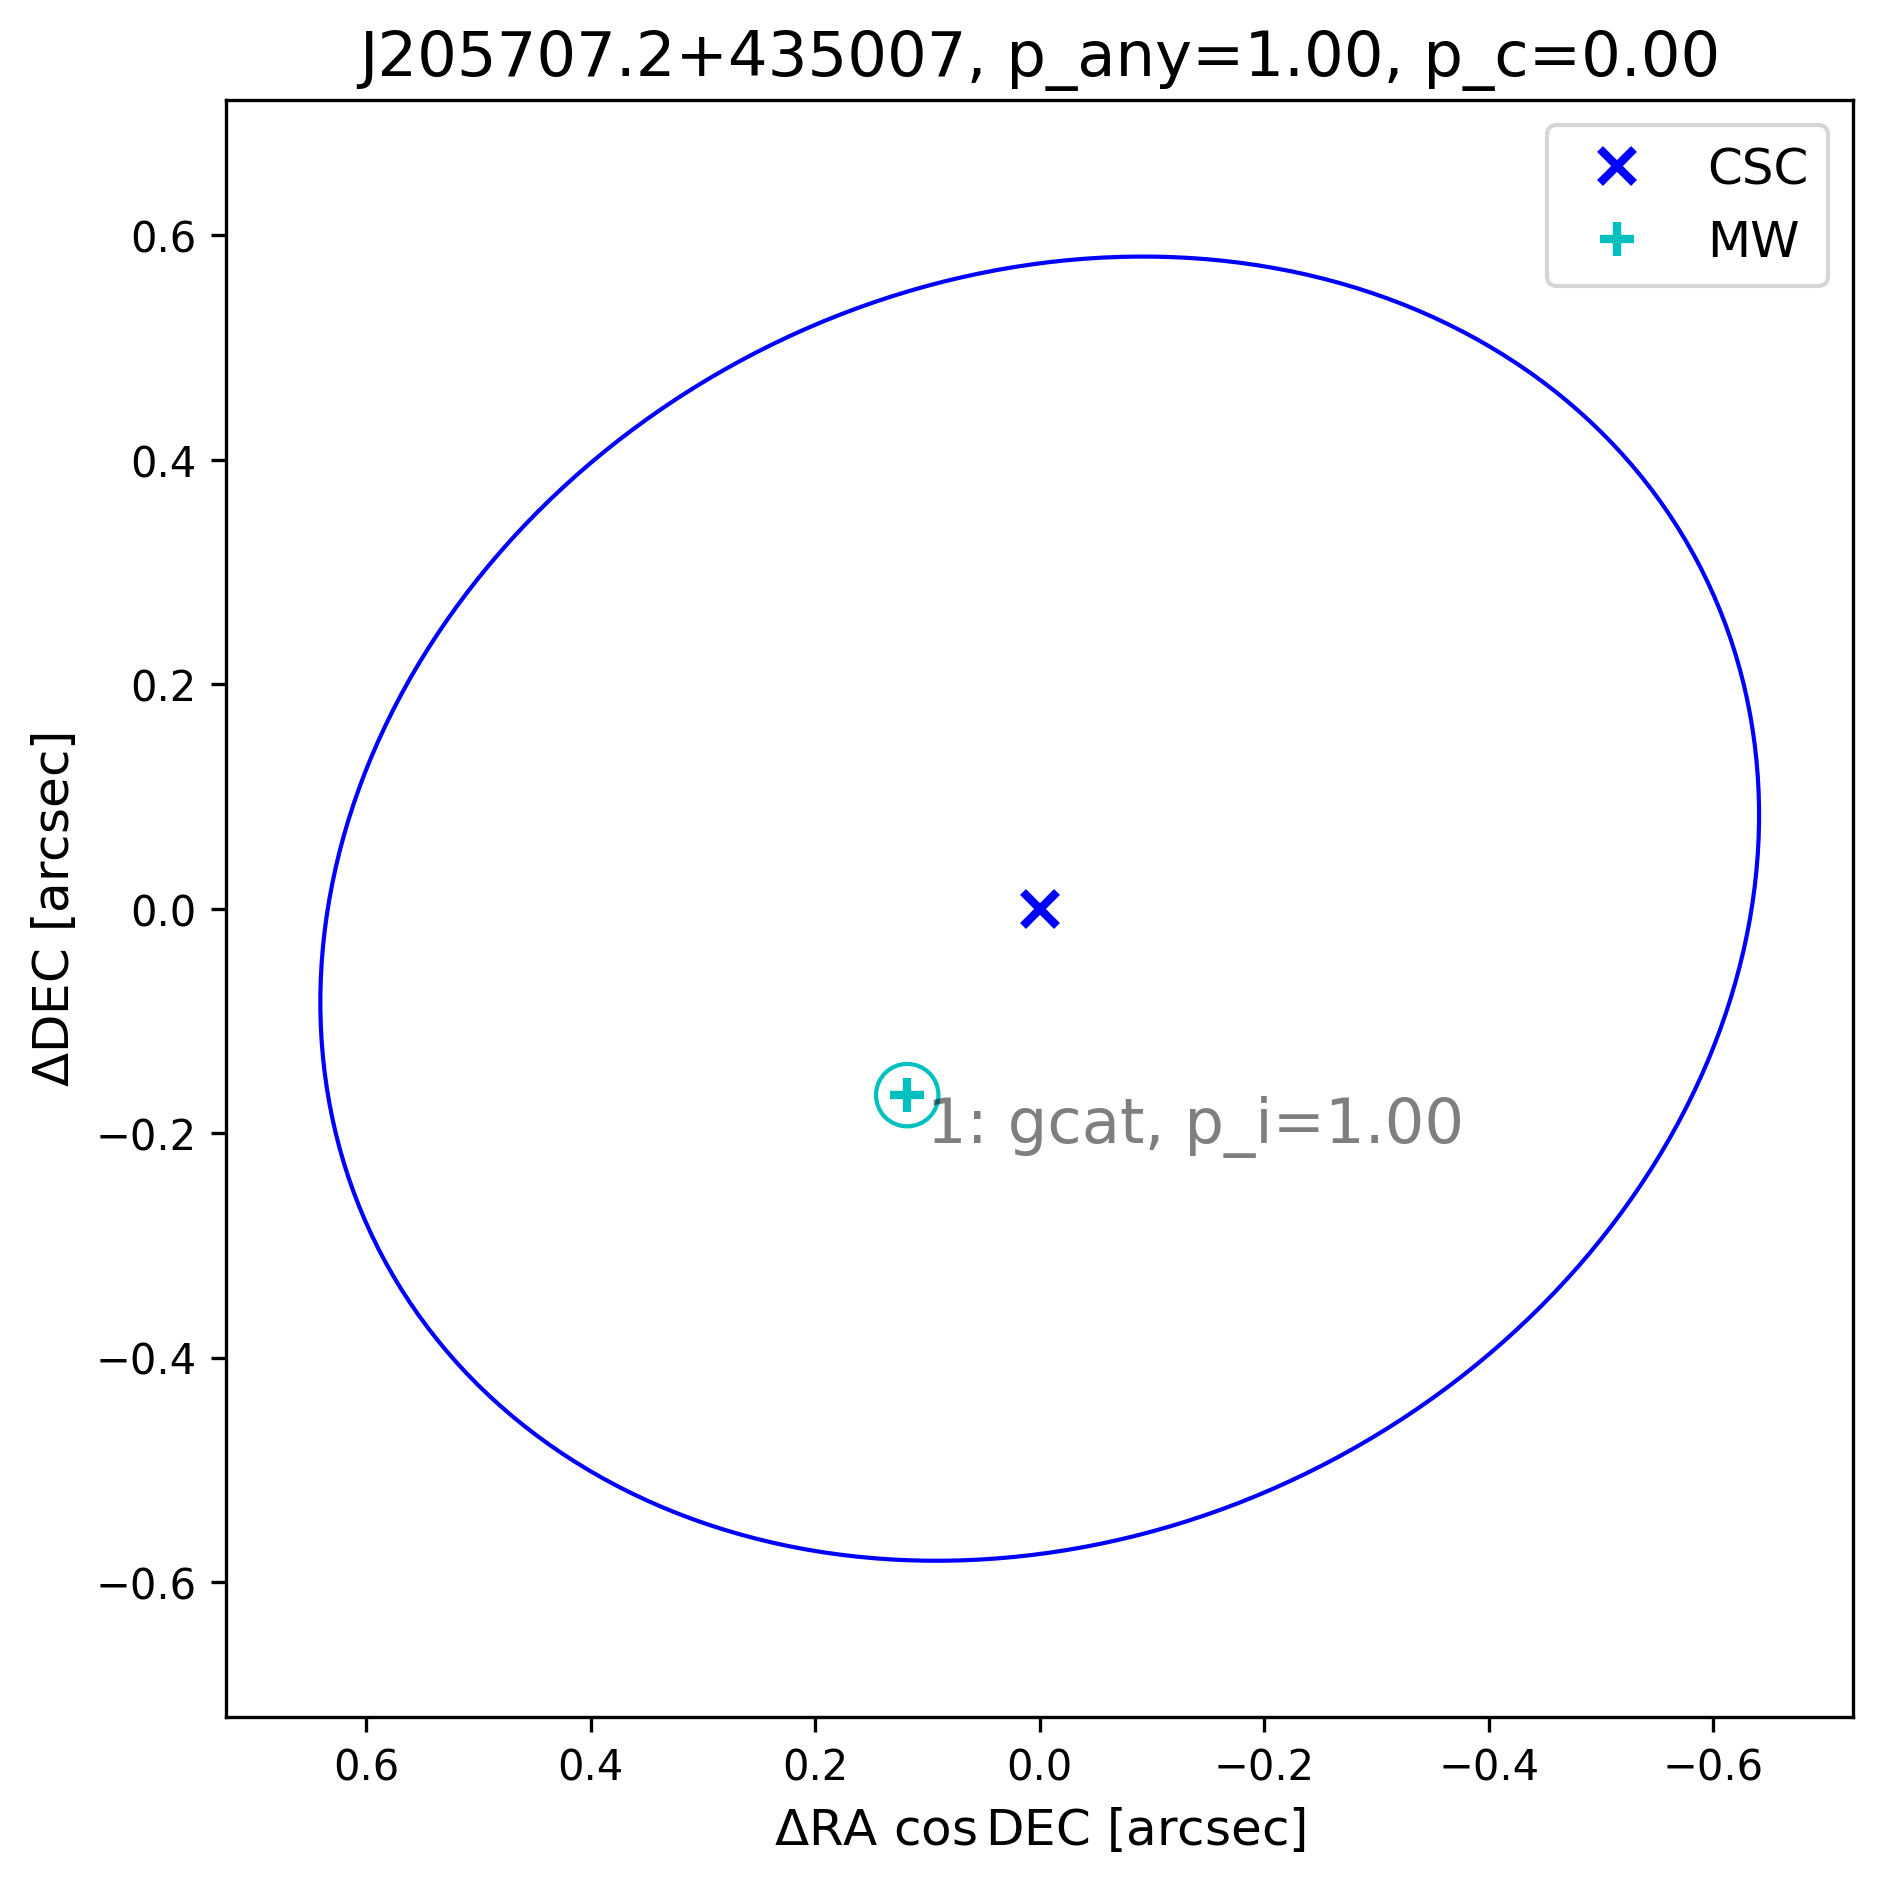 J205707.2+435007, p_any=1.00, p_c=0.00
CSC
MW
0.6
0.4
0.2
0.0
−0.2
−0.4
−0.6
ΔDEC [arcsec]
1: gcat, p_i=1.00
0.6 0.4 0.2 0.0 −0.2 −0.4 −0.6
ΔRA cos DEC [arcsec]